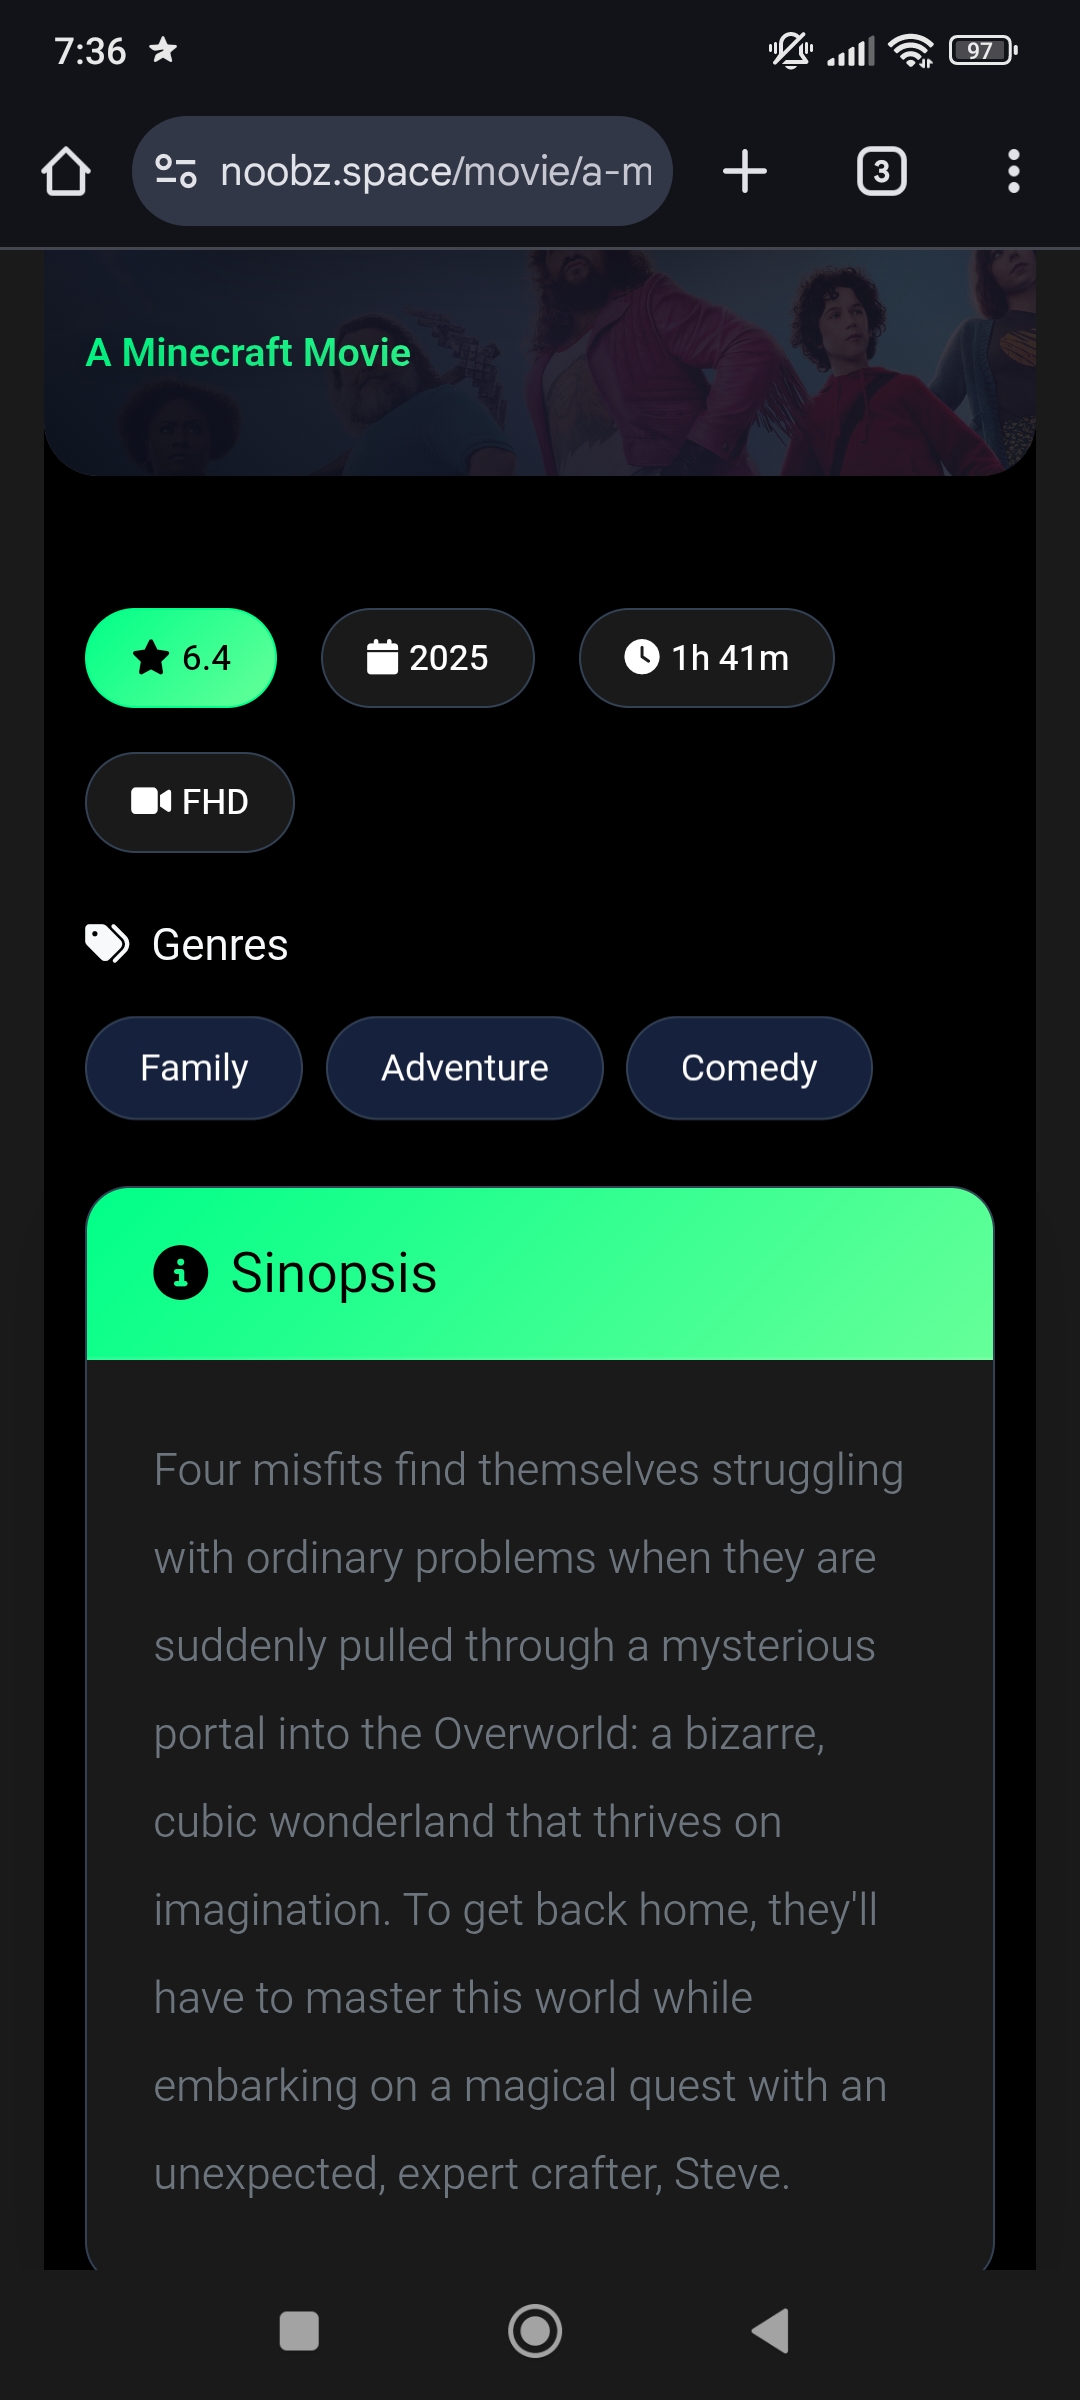 7:36
97
noobz.space/movie/a-m
3
A Minecraft Movie
6.4
2025
1h 41m
FHD
Genres
Family
Adventure
Comedy
Sinopsis
Four misfits find themselves struggling
with ordinary problems when they are
suddenly pulled through a mysterious
portal into the Overworld: a bizarre,
cubic wonderland that thrives on
imagination. To get back home, they'll
have to master this world while
embarking on a magical quest with an
unexpected, expert crafter, Steve.